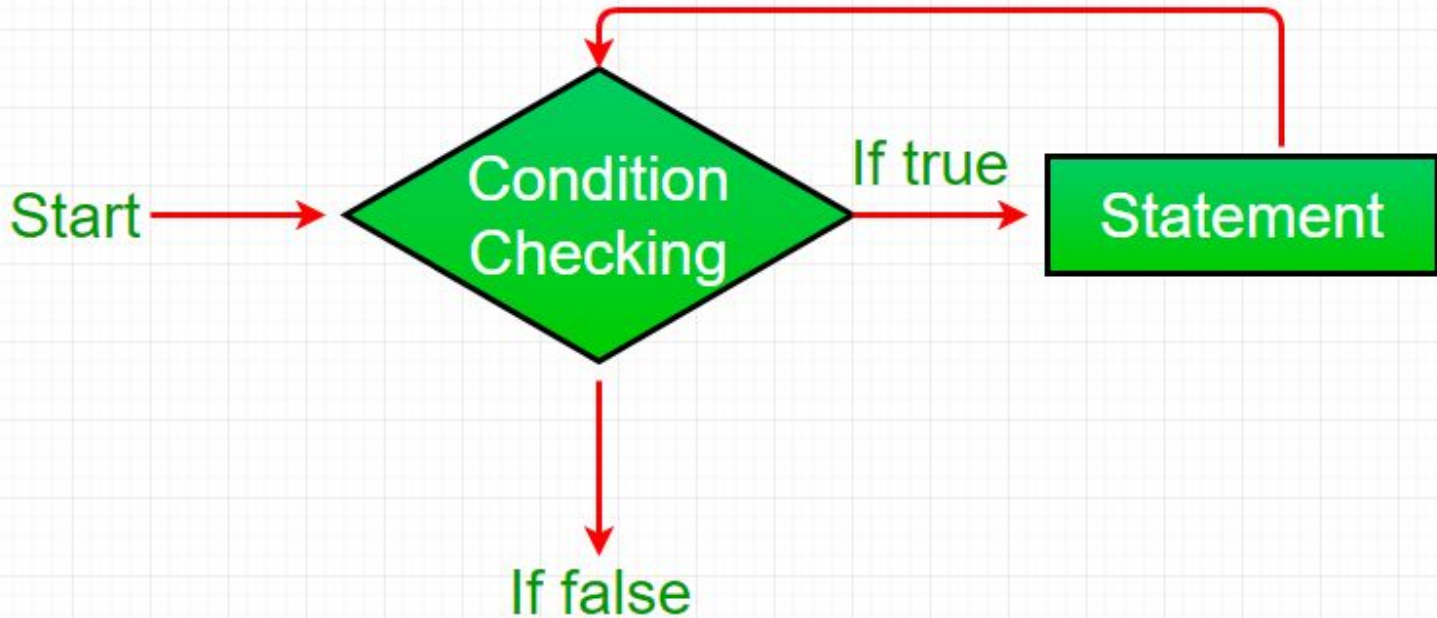 Start
Condition
Checking
If true
Statement
If false